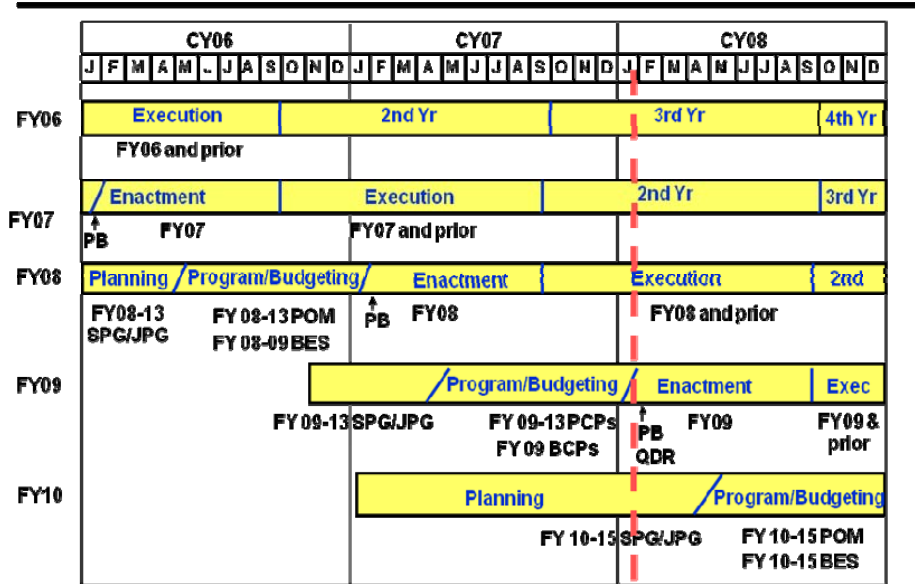 CY06 CY07 CY08
J F M A M J J A S O N D J F M A M J J A S O N D J F M A M J J A S O N D
FY06 Execution 2nd Yr 3rd Yr 4th Yr
FY06 and prior
FY07 Enactment Execution 2nd Yr 3rd Yr
PB FY07 FY07 and prior
FY08 Planning Program/Budgeting Enactment Execution 2nd
FY08-13 FY 08-13 POM PB FY08 FY08 and prior
SPG/JPG FY 08-09 BES
FY09 Program/Budgeting Enactment Exec
FY 09-13 SPG/JPG FY 09-13 PCPs PB FY09 FY09 &
FY 09 BCPs QDR prior
FY10 Planning Program/Budgeting
FY 10-15 SPG/JPG FY 10-15 POM
FY 10-15 BES